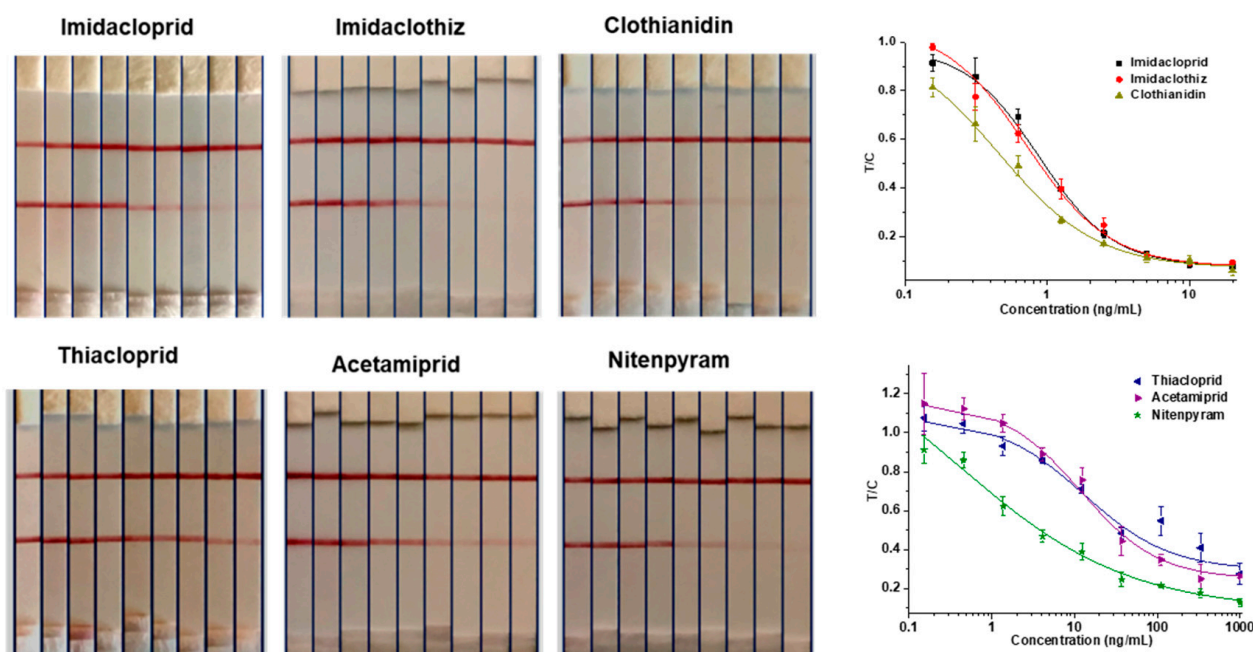 Imidacloprid
Imidaclothiz
Clothianidin
1.0
0.8
0.6
0.4
0.2
T/C
Imidacloprid
Imidaclothiz
Clothianidin
0.1
1
10
Concentration (ng/mL)
Thiacloprid
Acetamiprid
Nitenpyram
1.2
1.0
0.8
0.6
0.4
0.2
T/C
Thiacloprid
Acetamiprid
Nitenpyram
0.1
1
10
100
1000
Concentration (ng/mL)